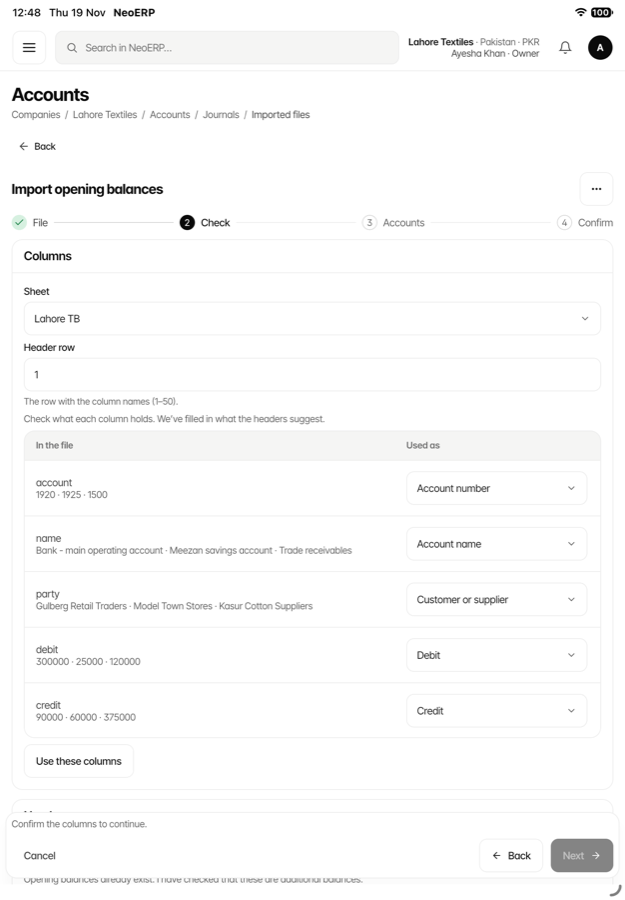 12:48 Thu 19 Nov NeoERP
100
Search in NeoERP...
Lahore Textiles · Pakistan · PKR
Ayesha Khan · Owner
A
Accounts
Companies / Lahore Textiles / Accounts / Journals / Imported files
Back
Import opening balances
File
2 Check
3 Accounts
4 Confirm
Columns
Sheet
Lahore TB
Header row
1
The row with the column names (1–50).
Check what each column holds. We've filled in what the headers suggest.
In the file Used as
account
1920 · 1925 · 1500
Account number
name
Bank - main operating account · Meezan savings account · Trade receivables
Account name
party
Gulberg Retail Traders · Model Town Stores · Kasur Cotton Suppliers
Customer or supplier
debit
300000 · 25000 · 120000
Debit
credit
90000 · 60000 · 375000
Credit
Use these columns
Confirm the columns to continue.
Cancel
Back
Next
Opening balances already exist. I have checked that these are additional balances.